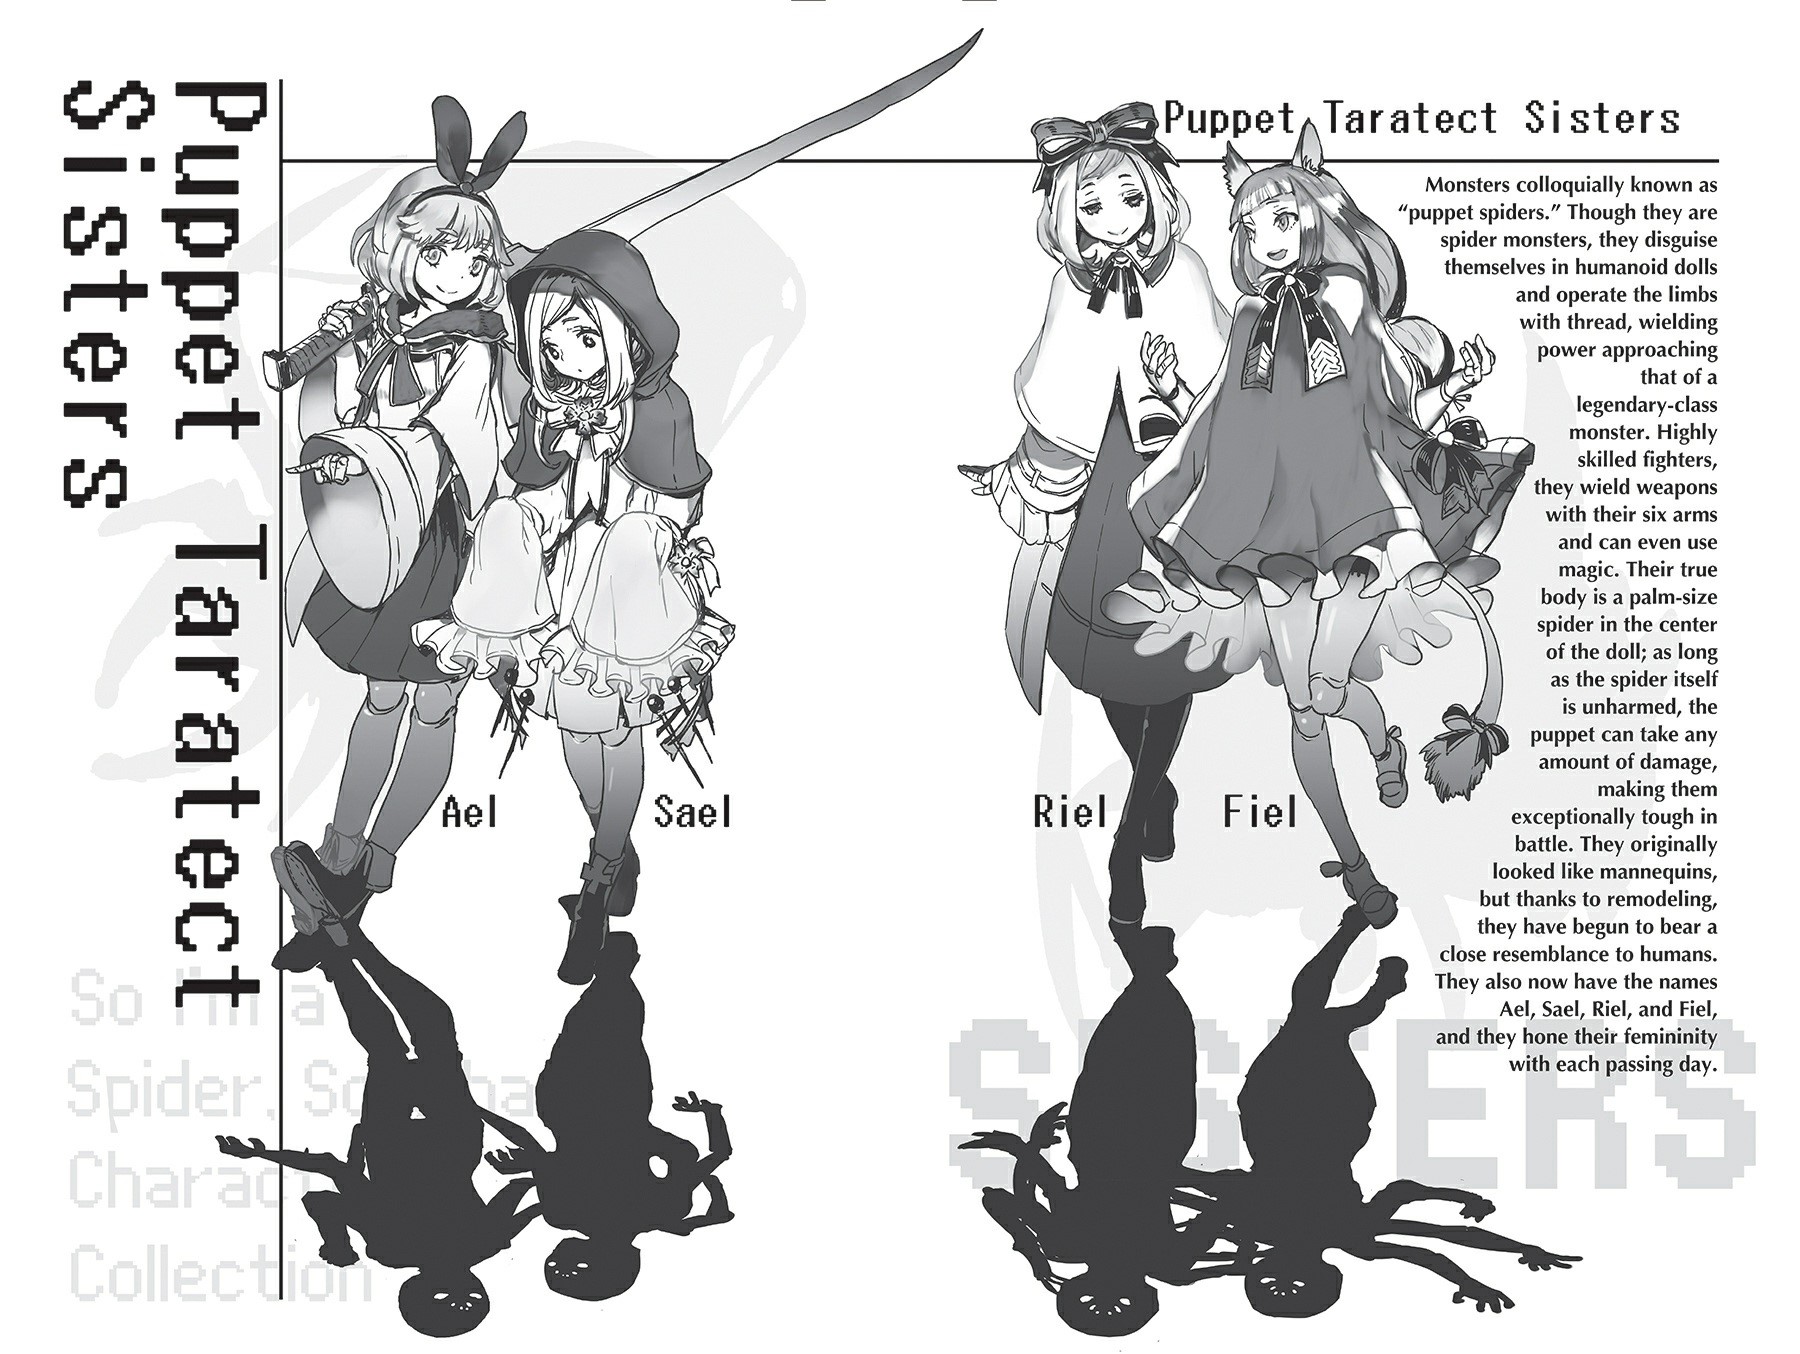 Puppet Taratect
Sisters
So I'm a
Spider, So
Charac
Collection
Ael
Sael
Puppet Taratect Sisters
Monsters colloquially known as
“puppet spiders.” Though they are
spider monsters, they disguise
themselves in humanoid dolls
and operate the limbs
with thread, wielding
power approaching
that of a
legendary-class
monster. Highly
skilled fighters,
they wield weapons
with their six arms
and can even use
magic. Their true
body is a palm-size
spider in the center
of the doll; as long
as the spider itself
is unharmed, the
puppet can take any
amount of damage,
making them
exceptionally tough in
battle. They originally
looked like mannequins,
but thanks to remodeling,
they have begun to bear a
close resemblance to humans.
They also now have the names
Ael, Sael, Riel, and Fiel,
and they hone their femininity
with each passing day.
Riel
Fiel
SISTERS